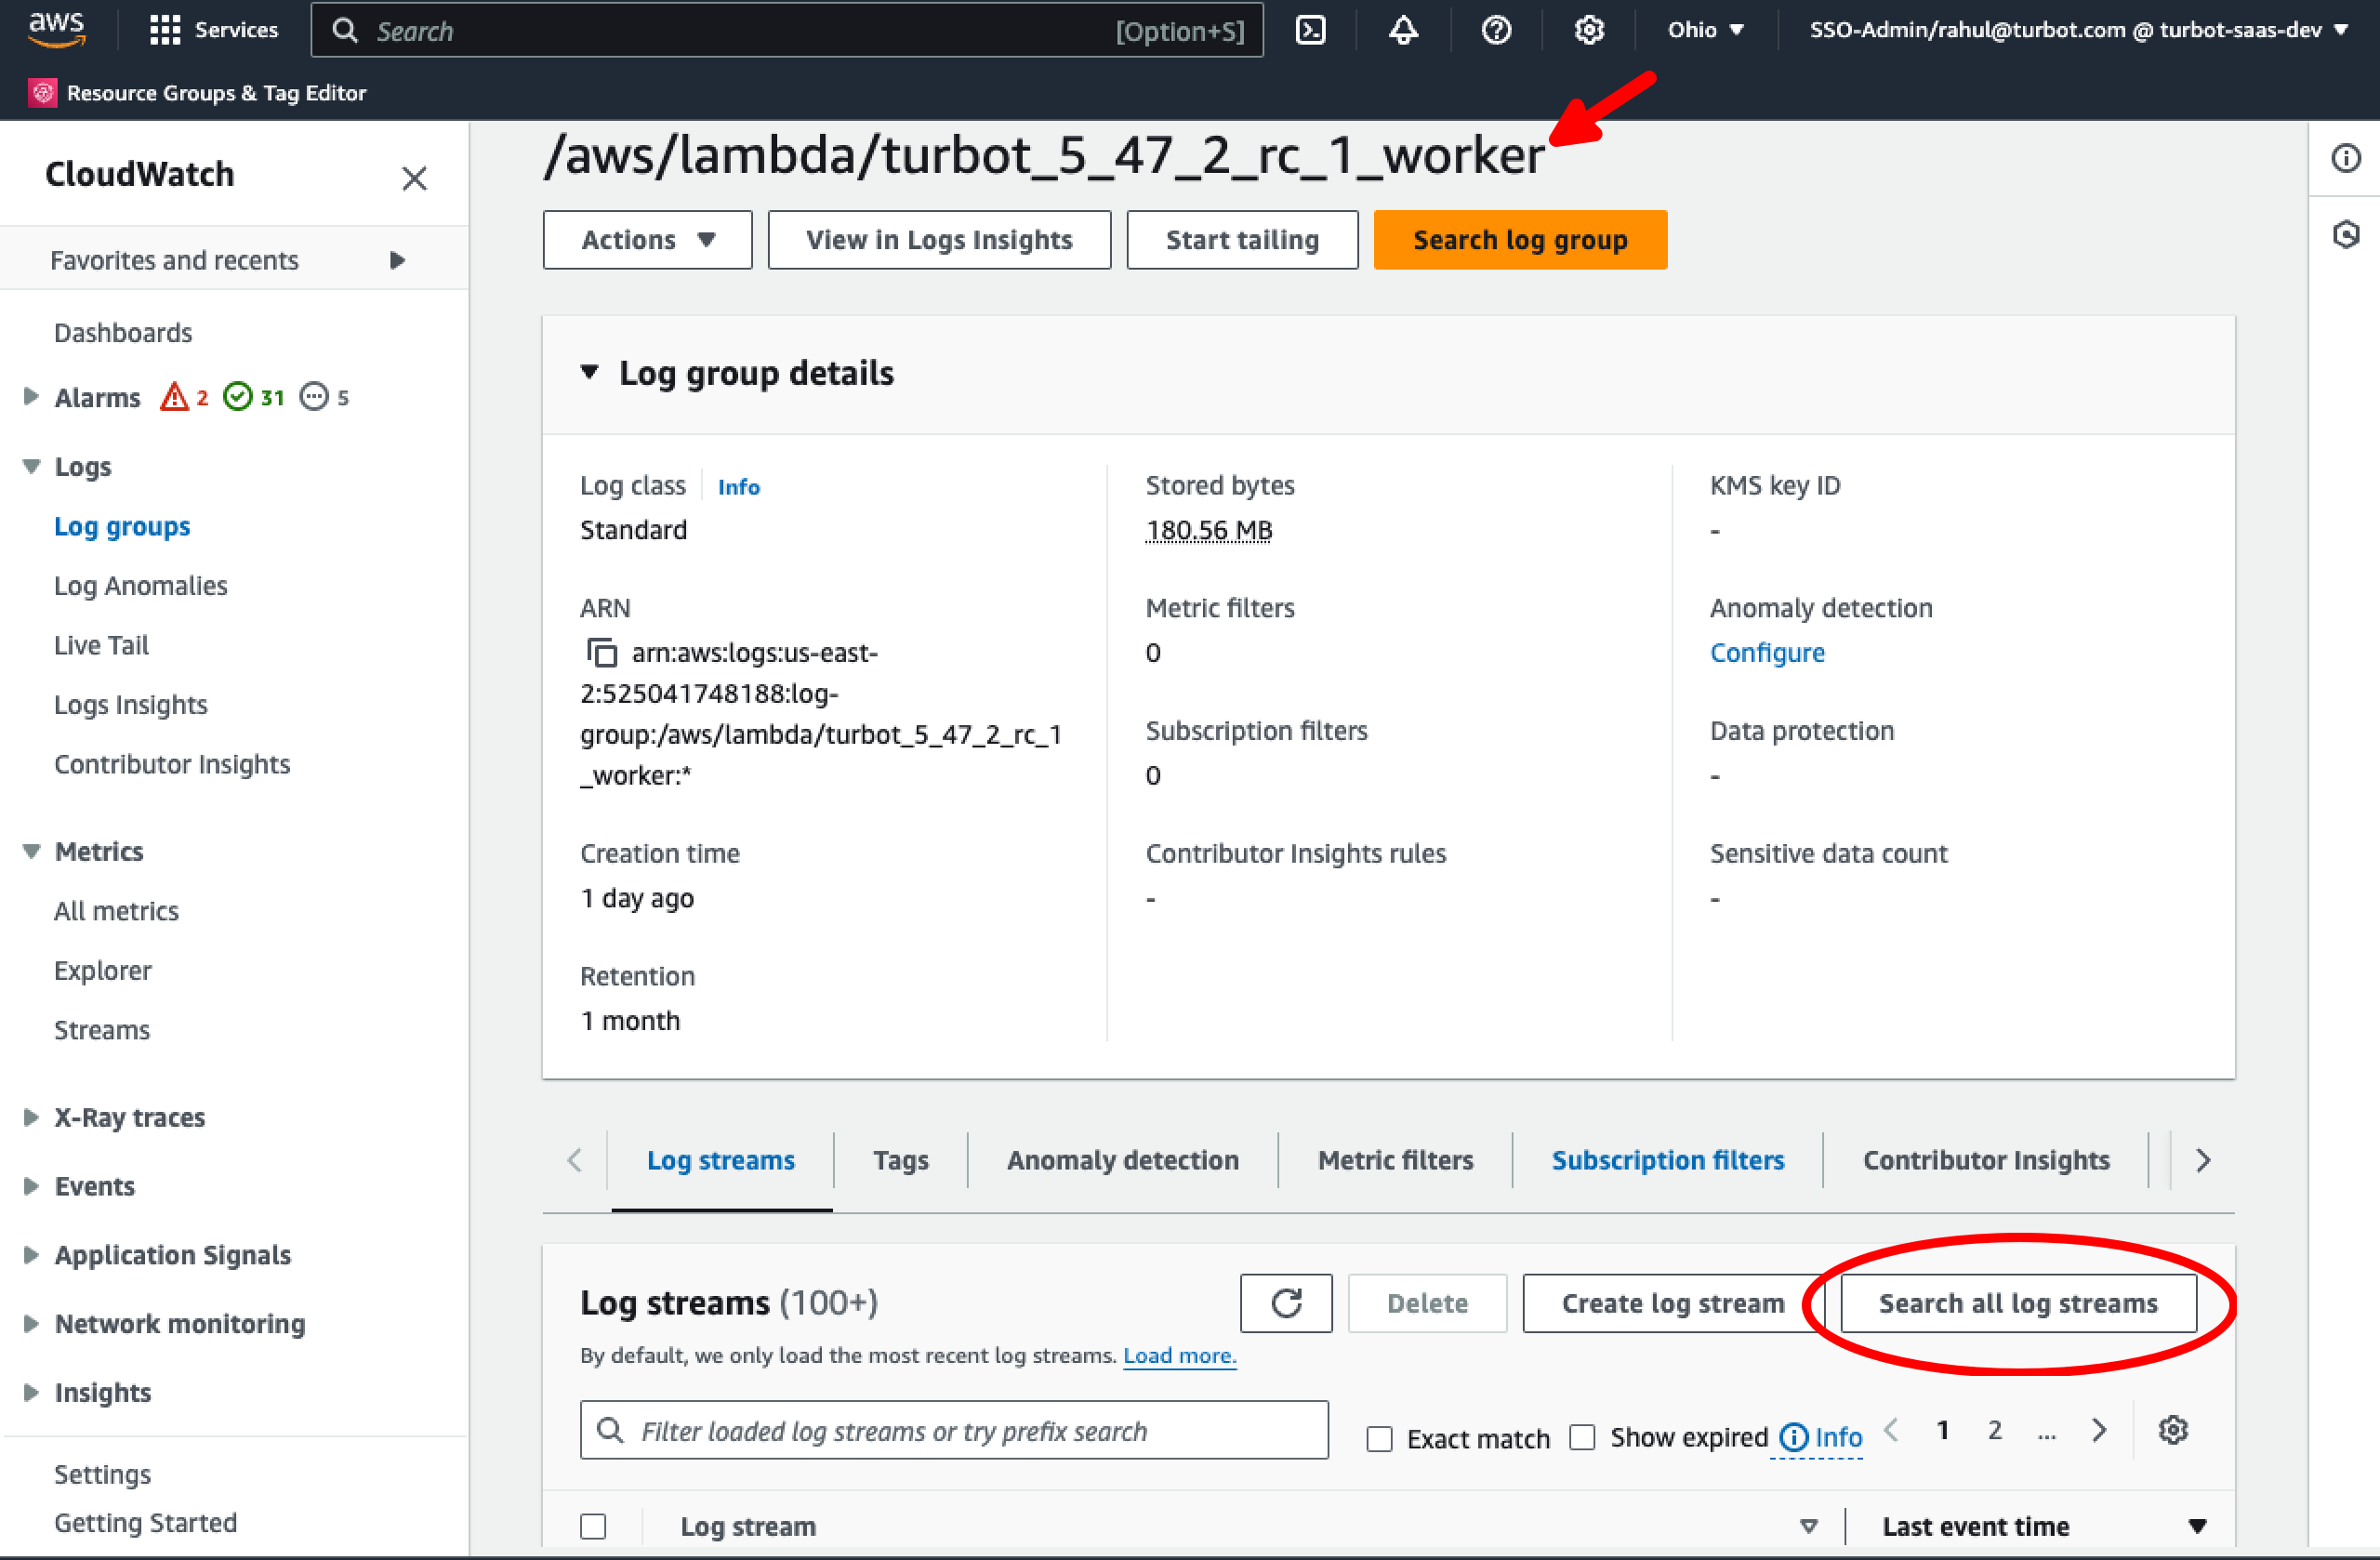 aws
Services
Search
[Option+S]
Ohio
SSO-Admin/rahul@turbot.com @ turbot-saas-dev
Resource Groups & Tag Editor
CloudWatch
Favorites and recents
Dashboards
Alarms 2 31 5
Logs
Log groups
Log Anomalies
Live Tail
Logs Insights
Contributor Insights
Metrics
All metrics
Explorer
Streams
X-Ray traces
Events
Application Signals
Network monitoring
Insights
Settings
Getting Started
/aws/lambda/turbot_5_47_2_rc_1_worker
Actions
View in Logs Insights
Start tailing
Search log group
Log group details
Log class
Info
Standard
ARN
arn:aws:logs:us-east-
2:525041748188:log-
group:/aws/lambda/turbot_5_47_2_rc_1
_worker:*
Creation time
1 day ago
Retention
1 month
Stored bytes
180.56 MB
Metric filters
0
Subscription filters
0
Contributor Insights rules
-
KMS key ID
-
Anomaly detection
Configure
Data protection
-
Sensitive data count
-
Log streams
Tags
Anomaly detection
Metric filters
Subscription filters
Contributor Insights
Log streams (100+)
Delete
Create log stream
Search all log streams
By default, we only load the most recent log streams. Load more.
Filter loaded log streams or try prefix search
Exact match
Show expired
Info
1 2 ...
Log stream
Last event time